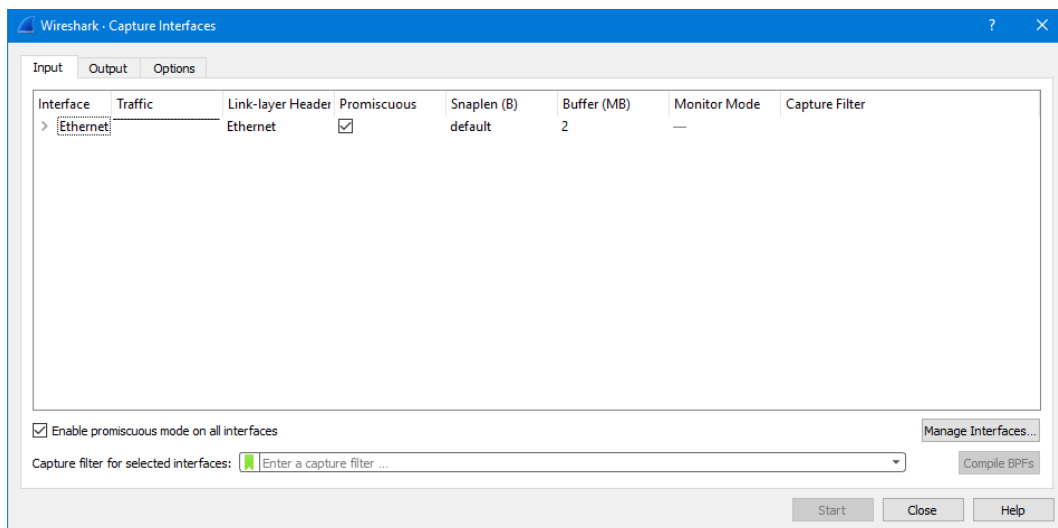 Wireshark · Capture Interfaces
Input Output Options
Interface Traffic Link-layer Header Promiscuous Snaplen (B) Buffer (MB) Monitor Mode Capture Filter
Ethernet Ethernet default 2 —
Enable promiscuous mode on all interfaces Manage Interfaces...
Capture filter for selected interfaces: Enter a capture filter ... Compile BPFs
Start Close Help